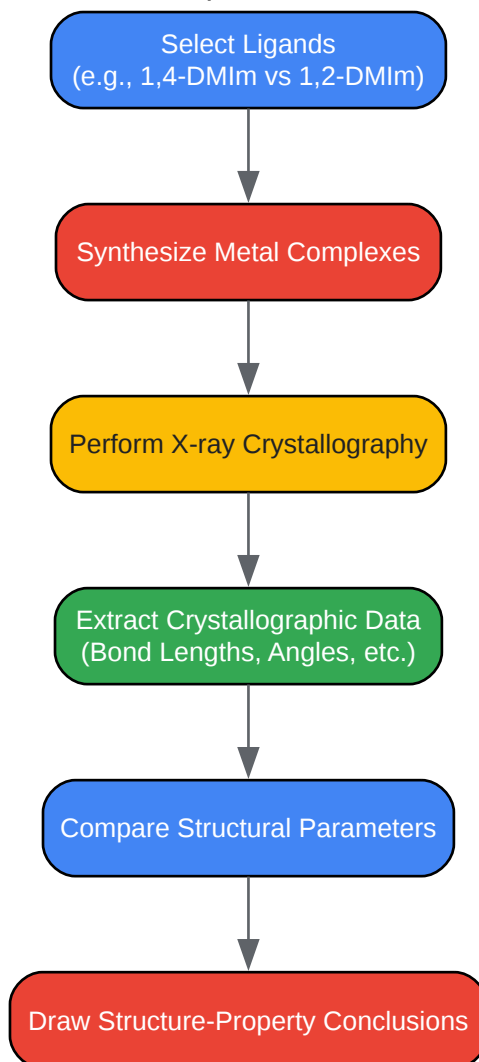 Select Ligands
(e.g., 1,4-DMIm vs 1,2-DMIm)
Synthesize Metal Complexes
Perform X-ray Crystallography
Extract Crystallographic Data
(Bond Lengths, Angles, etc.)
Compare Structural Parameters
Draw Structure-Property Conclusions